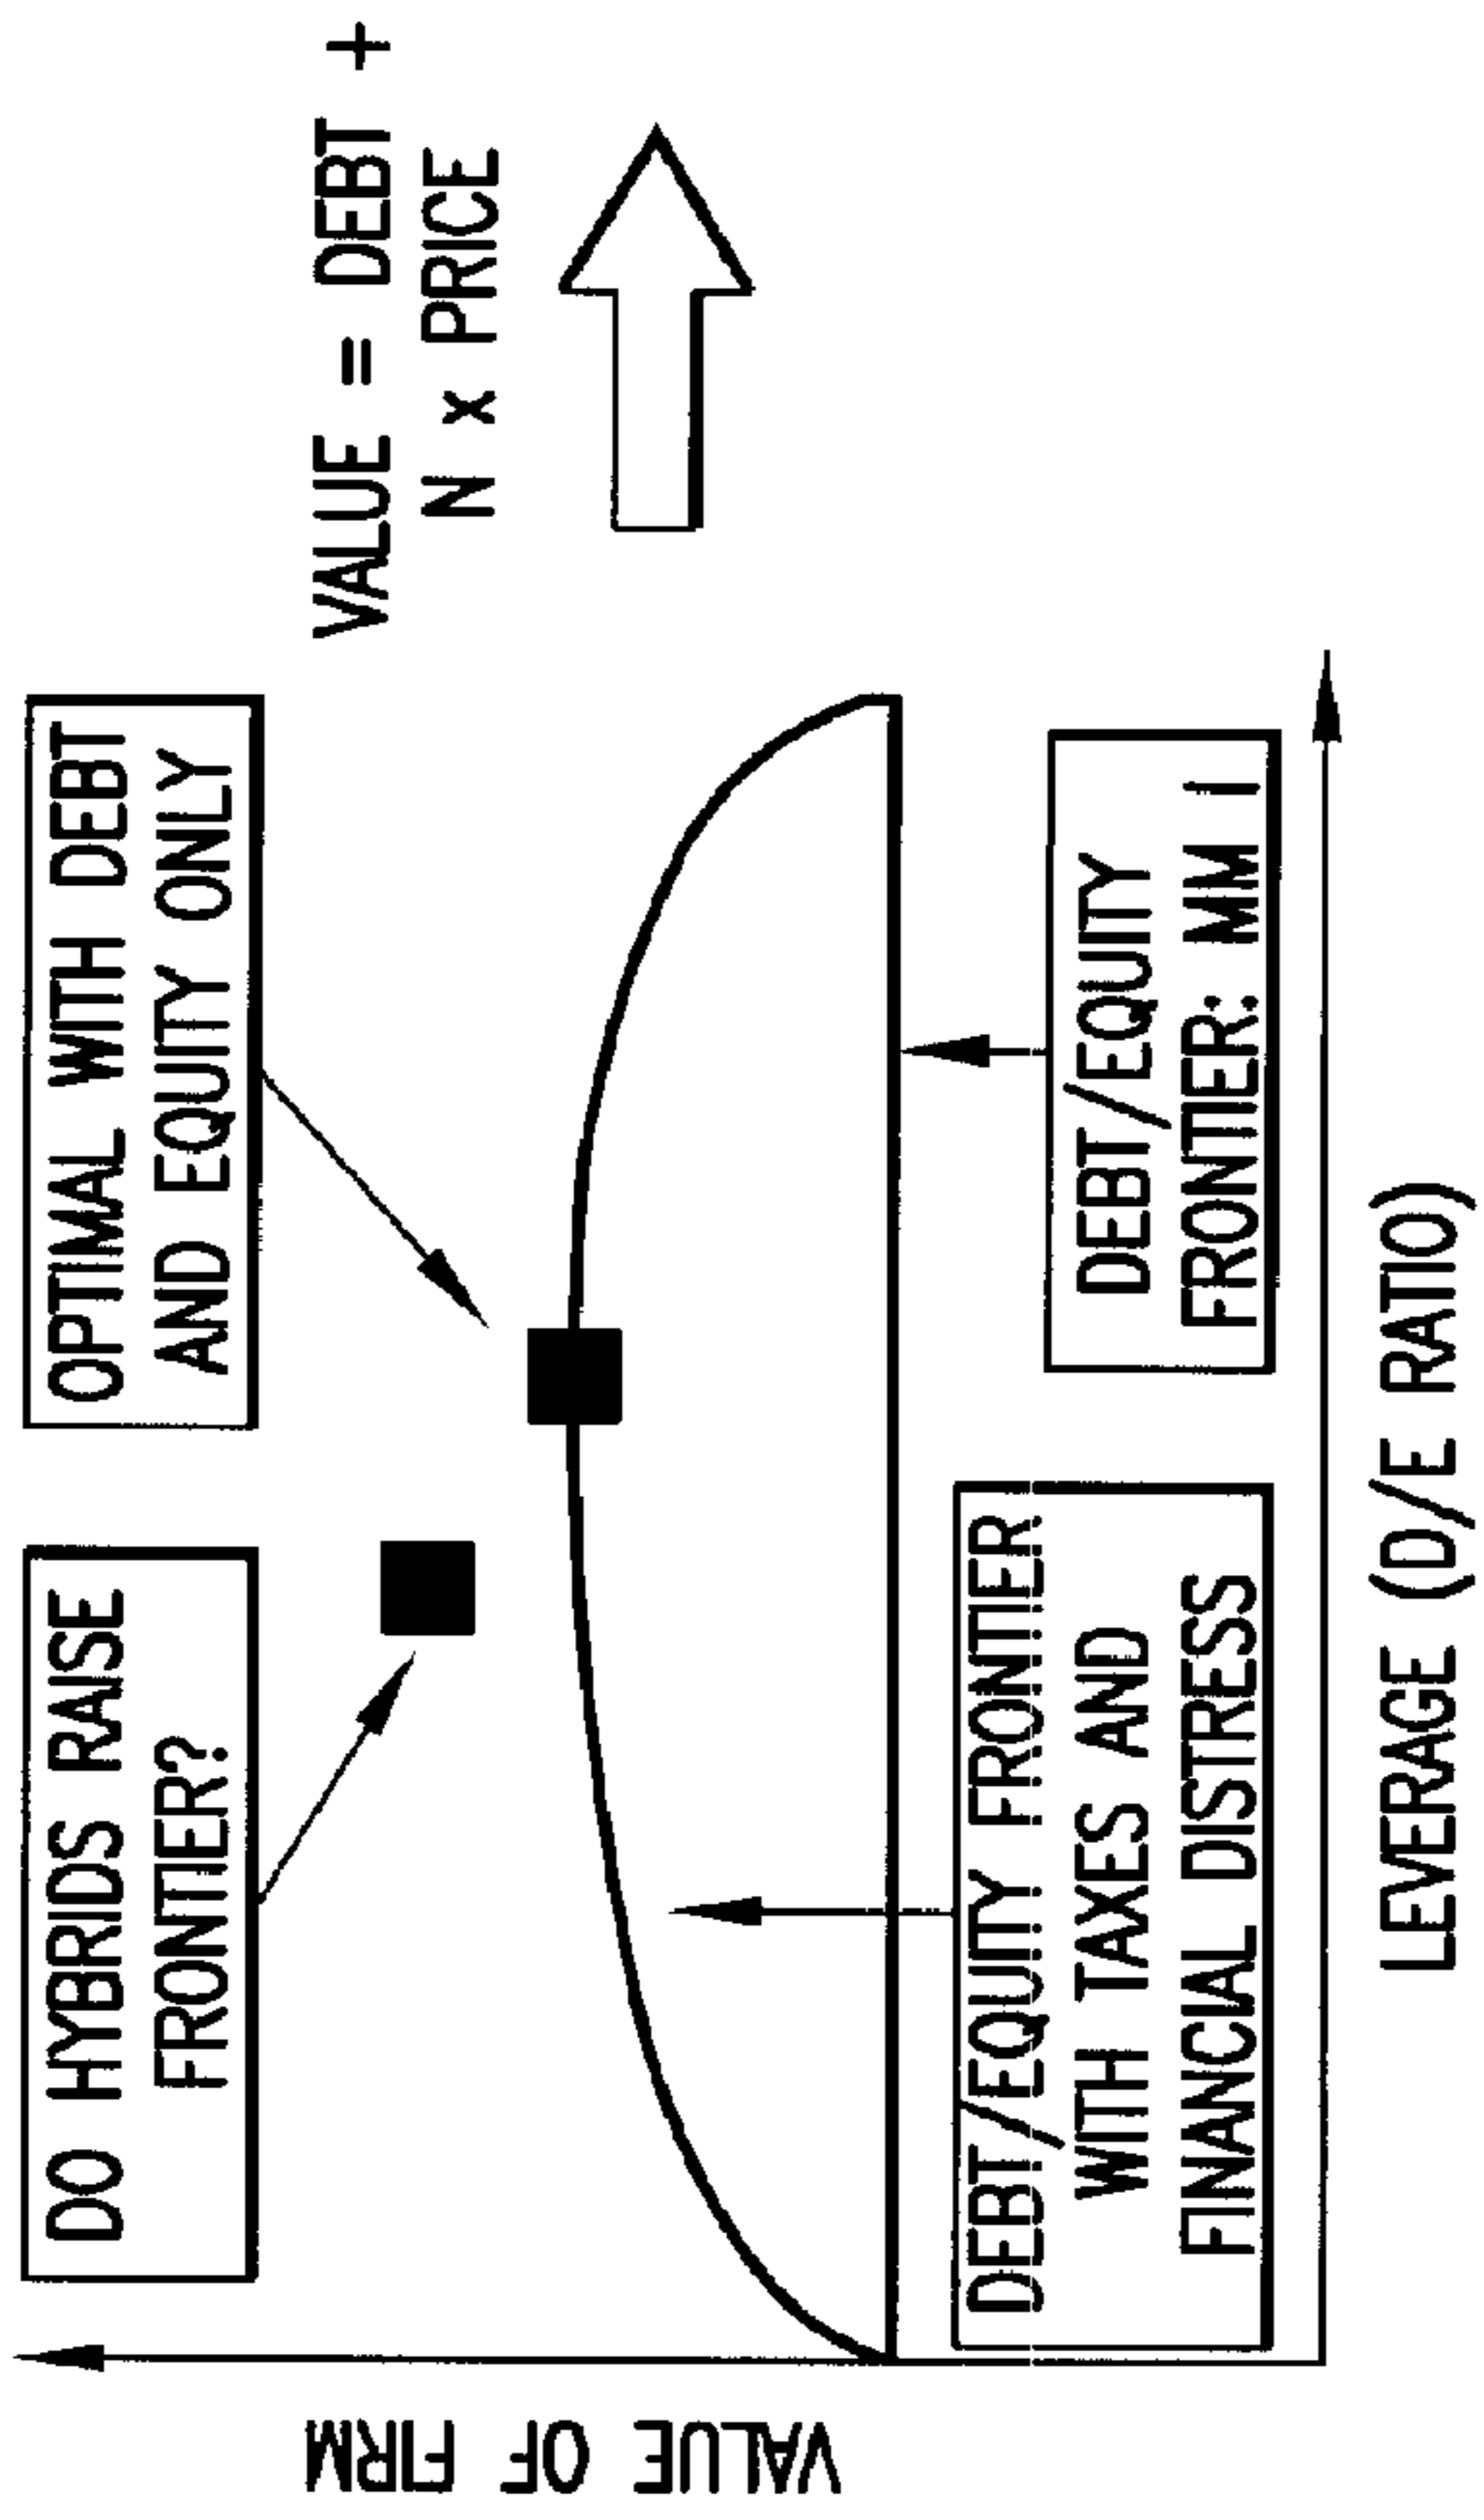 DO HYBRIDS RAISE
FRONTIER?
OPTIMAL WITH DEBT
AND EQUITY ONLY
VALUE = DEBT +
N x PRICE
VALUE OF FIRM
DEBT/EQUITY FRONTIER
WITH TAXES AND
FINANCIAL DISTRESS
DEBT/EQUITY
FRONTIER: MM I
LEVERAGE (D/E RATIO)